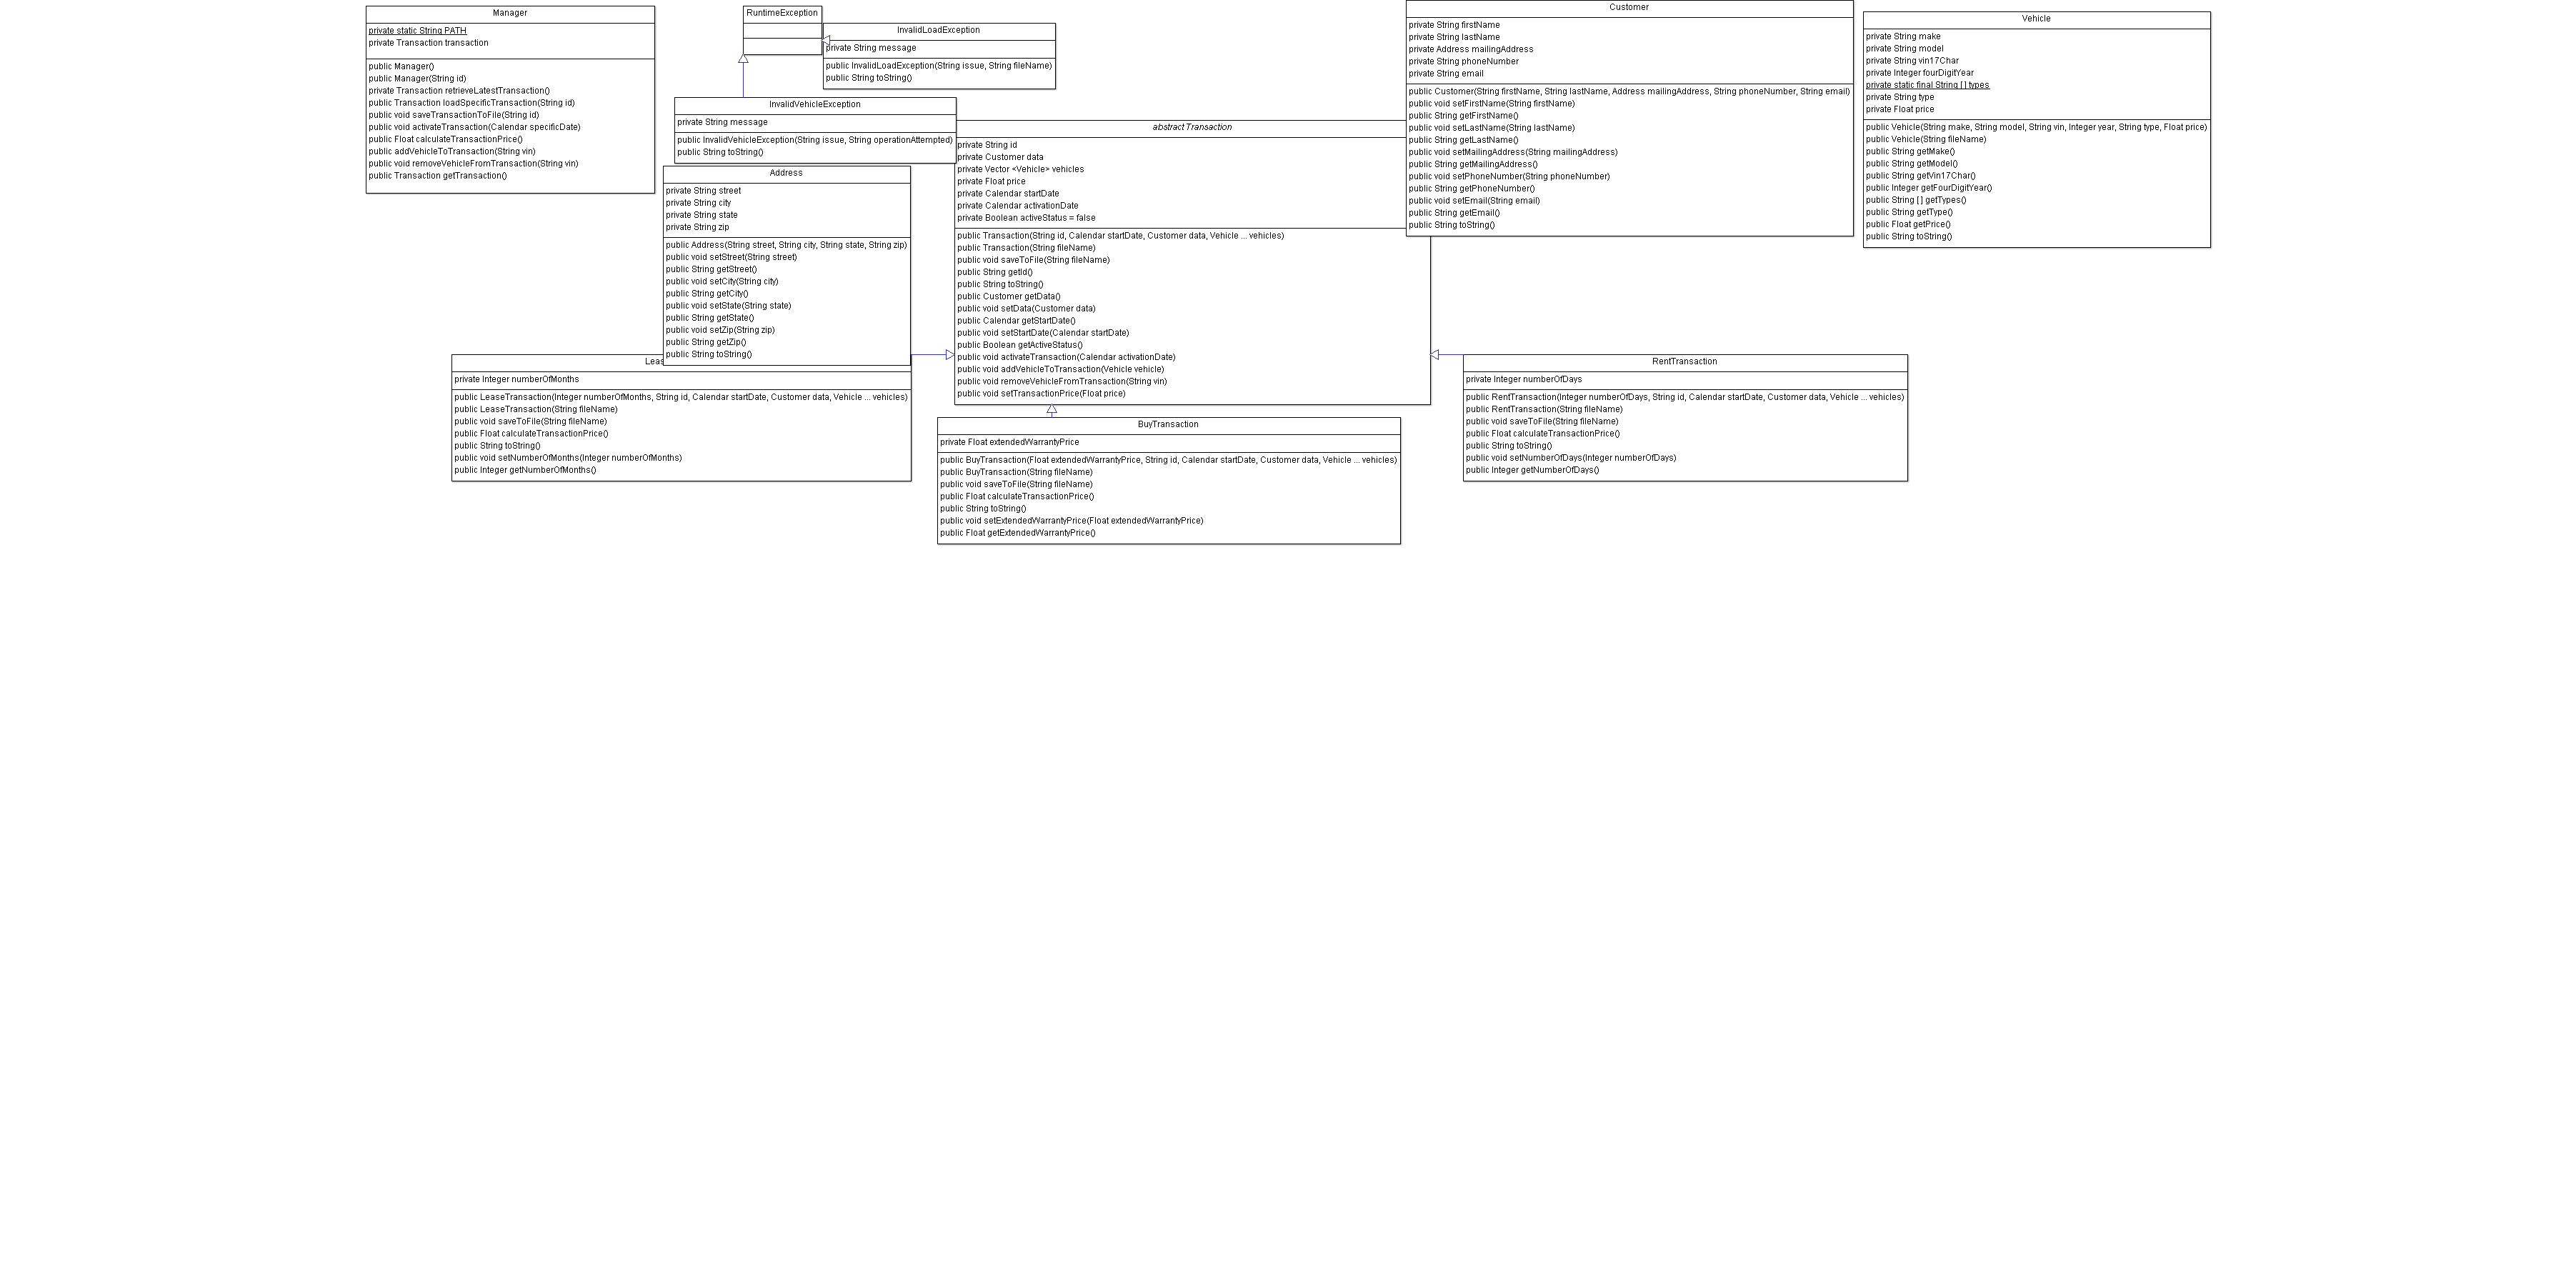 Manager
private static String PATH
private Transaction transaction
public Manager()
public Manager(String id)
private Transaction retrieveLatestTransaction()
public Transaction loadSpecificTransaction(String id)
public void saveTransactionToFile(String id)
public void activateTransaction(Calendar specificDate)
public Float calculateTransactionPrice()
public addVehicleToTransaction(String vin)
public void removeVehicleFromTransaction(String vin)
public Transaction getTransaction()
RuntimeException
InvalidLoadException
private String message
public InvalidLoadException(String issue, String fileName)
public String toString()
InvalidVehicleException
private String message
public InvalidVehicleException(String issue, String operationAttempted)
public String toString()
Address
private String street
private String city
private String state
private String zip
public Address(String street, String city, String state, String zip)
public void setStreet(String street)
public String getStreet()
public void setCity(String city)
public String getCity()
public void setState(String state)
public String getState()
public void setZip(String zip)
public String getZip()
public String toString()
abstract Transaction
private String id
private Customer data
private Vector <Vehicle> vehicles
private Float price
private Calendar startDate
private Calendar activationDate
private Boolean activeStatus = false
public Transaction(String id, Calendar startDate, Customer data, Vehicle ... vehicles)
public Transaction(String fileName)
public void saveToFile(String fileName)
public String getId()
public String toString()
public Customer getData()
public void setData(Customer data)
public Calendar getStartDate()
public void setStartDate(Calendar startDate)
public Boolean getActiveStatus()
public void activateTransaction(Calendar activationDate)
public void addVehicleToTransaction(Vehicle vehicle)
public void removeVehicleFromTransaction(String vin)
public void setTransactionPrice(Float price)
Customer
private String firstName
private String lastName
private Address mailingAddress
private String phoneNumber
private String email
public Customer(String firstName, String lastName, Address mailingAddress, String phoneNumber, String email)
public void setFirstName(String firstName)
public String getFirstName()
public void setLastName(String lastName)
public String getLastName()
public void setMailingAddress(String mailingAddress)
public String getMailingAddress()
public void setPhoneNumber(String phoneNumber)
public String getPhoneNumber()
public void setEmail(String email)
public String getEmail()
public String toString()
Vehicle
private String make
private String model
private String vin17Char
private Integer fourDigitYear
private static final String [ ] types
private String type
private Float price
public Vehicle(String make, String model, String vin, Integer year, String type, Float price)
public Vehicle(String fileName)
public String getMake()
public String getModel()
public String getVin17Char()
public Integer getFourDigitYear()
public String [ ] getTypes()
public String getType()
public Float getPrice()
public String toString()
Leas
private Integer numberOfMonths
public LeaseTransaction(Integer numberOfMonths, String id, Calendar startDate, Customer data, Vehicle ... vehicles)
public LeaseTransaction(String fileName)
public void saveToFile(String fileName)
public Float calculateTransactionPrice()
public String toString()
public void setNumberOfMonths(Integer numberOfMonths)
public Integer getNumberOfMonths()
BuyTransaction
private Float extendedWarrantyPrice
public BuyTransaction(Float extendedWarrantyPrice, String id, Calendar startDate, Customer data, Vehicle ... vehicles)
public BuyTransaction(String fileName)
public void saveToFile(String fileName)
public Float calculateTransactionPrice()
public String toString()
public void setExtendedWarrantyPrice(Float extendedWarrantyPrice)
public Float getExtendedWarrantyPrice()
RentTransaction
private Integer numberOfDays
public RentTransaction(Integer numberOfDays, String id, Calendar startDate, Customer data, Vehicle ... vehicles)
public RentTransaction(String fileName)
public void saveToFile(String fileName)
public Float calculateTransactionPrice()
public String toString()
public void setNumberOfDays(Integer numberOfDays)
public Integer getNumberOfDays()